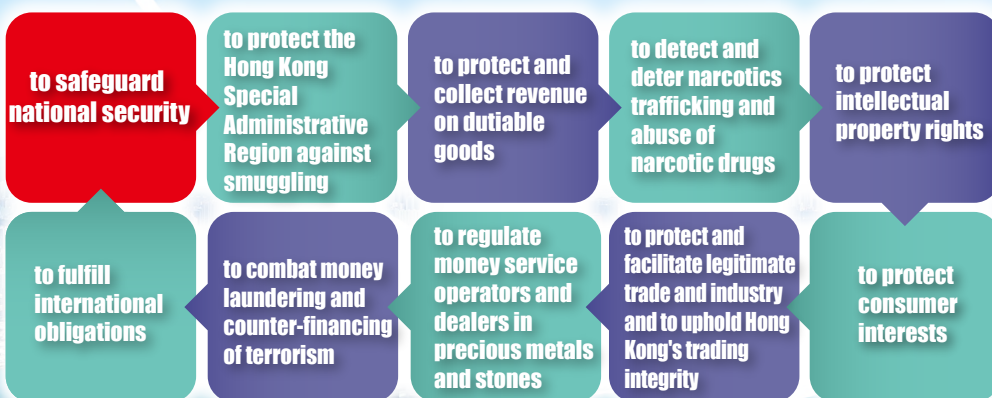 to safeguard
national security
to protect the
Hong Kong
Special
Administrative
Region against
smuggling
to protect and
collect revenue
on dutiable
goods
to detect and
deter narcotics
trafficking and
abuse of
narcotic drugs
to protect
intellectual
property rights
to protect
consumer
interests
to protect and
facilitate legitimate
trade and industry
and to uphold Hong
Kong's trading
integrity
to regulate
money service
operators and
dealers in
precious metals
and stones
to combat money
laundering and
counter-financing
of terrorism
to fulfill
international
obligations